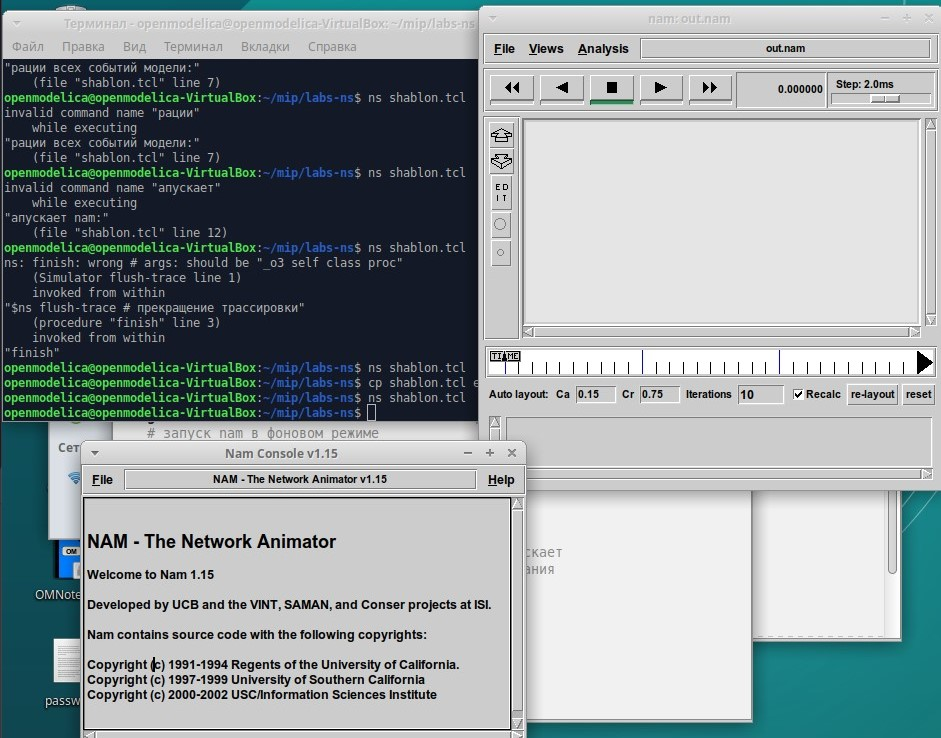 Терминал - openmodelica@openmodelica-VirtualBox: ~/mip/labs-ns
Файл Правка Вид Терминал Вкладки Справка
"рации всех событий модели:"
(file "shablon.tcl" line 7)
openmodelica@openmodelica-VirtualBox:~/mip/labs-ns$ ns shablon.tcl
invalid command name "рации"
while executing
"рации всех событий модели:"
(file "shablon.tcl" line 7)
openmodelica@openmodelica-VirtualBox:~/mip/labs-ns$ ns shablon.tcl
invalid command name "апускает"
while executing
"апускает nam:"
(file "shablon.tcl" line 12)
openmodelica@openmodelica-VirtualBox:~/mip/labs-ns$ ns shablon.tcl
ns: finish: wrong # args: should be "_o3 self class proc"
(Simulator flush-trace line 1)
invoked from within
"$ns flush-trace # прекращение трассировки"
(procedure "finish" line 3)
invoked from within
"finish"
openmodelica@openmodelica-VirtualBox:~/mip/labs-ns$ ns shablon.tcl
openmodelica@openmodelica-VirtualBox:~/mip/labs-ns$ cp shablon.tcl e
openmodelica@openmodelica-VirtualBox:~/mip/labs-ns$ ns shablon.tcl
openmodelica@openmodelica-VirtualBox:~/mip/labs-ns$
nam: out.nam
File Views Analysis out.nam
0.000000 Step: 2.0ms
ED
IT
TIME
Auto layout: Ca 0.15 Cr 0.75 Iterations 10 Recalc re-layout reset
# запуск nam в фоновом режиме
Сет
скает
ания
OM
OMNote
passw
Nam Console v1.15
File NAM - The Network Animator v1.15 Help
NAM - The Network Animator
Welcome to Nam 1.15
Developed by UCB and the VINT, SAMAN, and Conser projects at ISI.
Nam contains source code with the following copyrights:
Copyright (c) 1991-1994 Regents of the University of California.
Copyright (c) 1997-1999 University of Southern California
Copyright (c) 2000-2002 USC/Information Sciences Institute